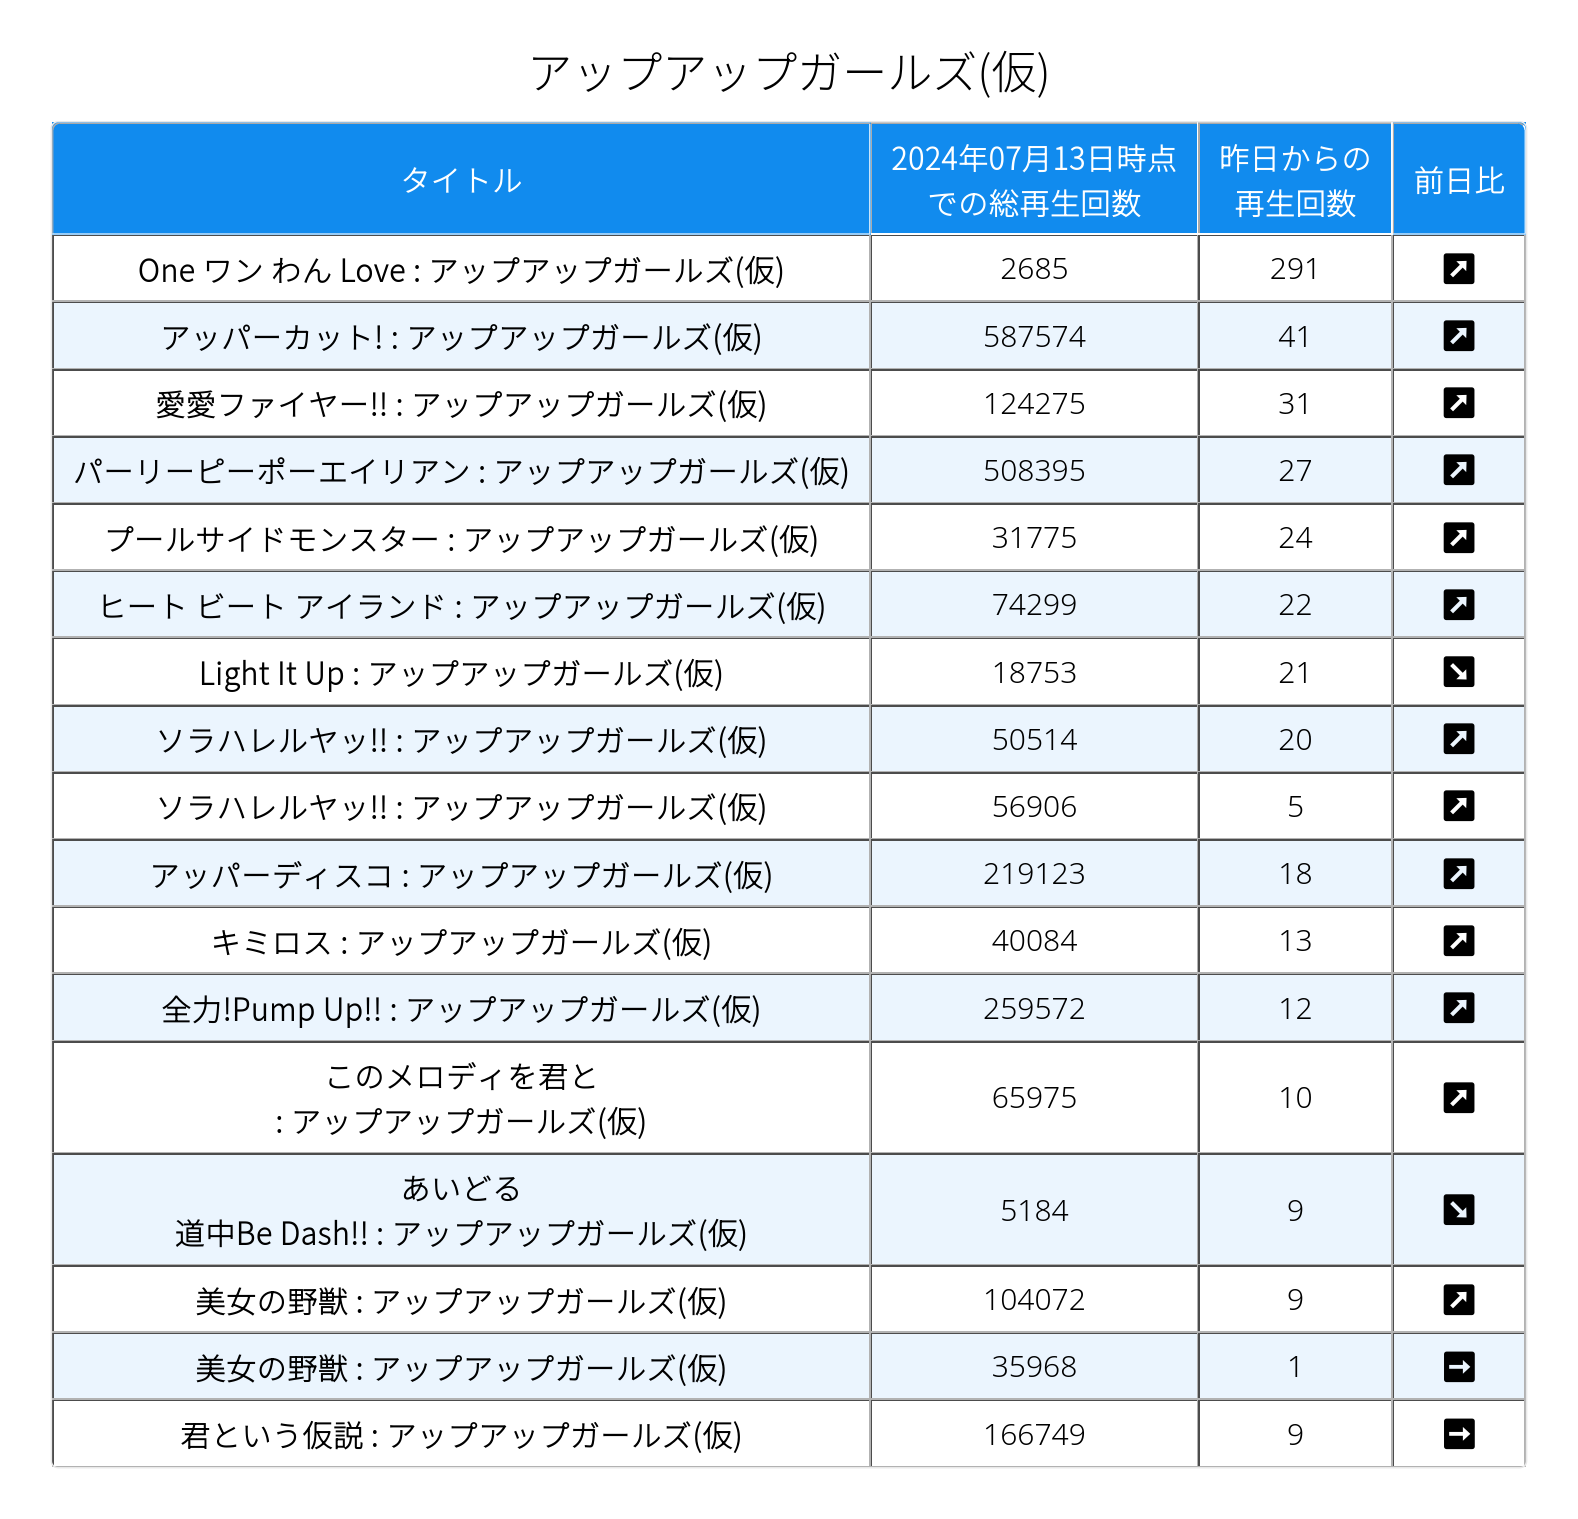 アップアップガールズ(仮)
タイトル
2024年07月13日時点
での総再生回数
昨日からの
再生回数
前日比
One ワン わん Love : アップアップガールズ(仮) 2685 291
アッパーカット! : アップアップガールズ(仮) 587574 41
愛愛ファイヤー!! : アップアップガールズ(仮) 124275 31
パーリーピーポーエイリアン : アップアップガールズ(仮) 508395 27
プールサイドモンスター : アップアップガールズ(仮) 31775 24
ヒート ビート アイランド : アップアップガールズ(仮) 74299 22
Light It Up : アップアップガールズ(仮) 18753 21
ソラハレルヤッ!! : アップアップガールズ(仮) 50514 20
ソラハレルヤッ!! : アップアップガールズ(仮) 56906 5
アッパーディスコ : アップアップガールズ(仮) 219123 18
キミロス : アップアップガールズ(仮) 40084 13
全力!Pump Up!! : アップアップガールズ(仮) 259572 12
このメロディを君と
: アップアップガールズ(仮) 65975 10
あいどる
道中Be Dash!! : アップアップガールズ(仮) 5184 9
美女の野獣 : アップアップガールズ(仮) 104072 9
美女の野獣 : アップアップガールズ(仮) 35968 1
君という仮説 : アップアップガールズ(仮) 166749 9